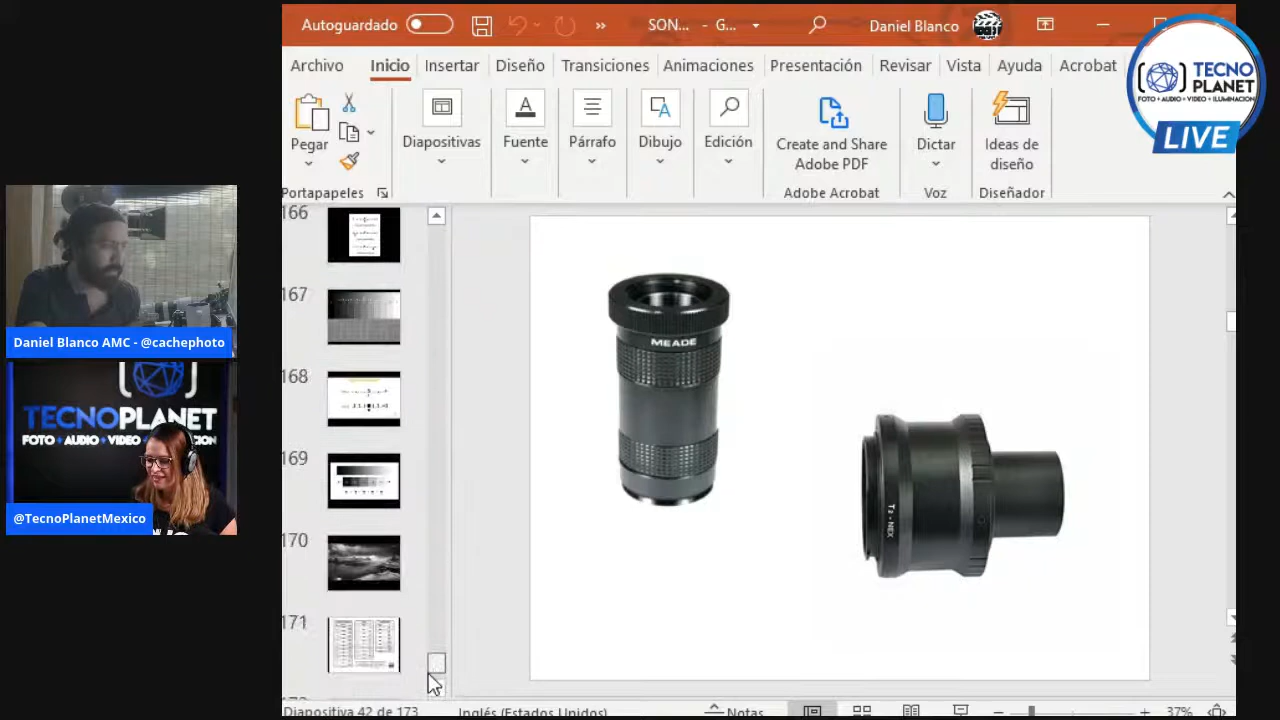 Autoguardado
SON... - G...
Daniel Blanco
Archivo
Inicio
Insertar
Diseño
Transiciones
Animaciones
Presentación
Revisar
Vista
Ayuda
Acrobat
TECNO
PLANET
FOTO + AUDIO + VIDEO + ILUMINACION
LIVE
Pegar
Diapositivas
Fuente
Párrafo
Dibujo
Edición
Create and Share
Adobe PDF
Dictar
Ideas de
diseño
Portapapeles
Adobe Acrobat
Voz
Diseñador
166
167
168
169
170
171
MEADE
T2 - NEX
Daniel Blanco AMC - @cachephoto
TECNOPLANET
FOTO + AUDIO + VIDEO +
@TecnoPlanetMexico
Diapositiva 42 de 173
Inglés (Estados Unidos)
Notas
37%